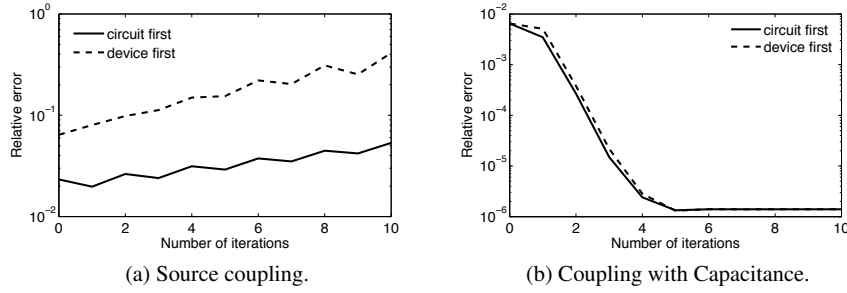 10^0
10^-1
10^-2
Relative error
circuit first
device first
0 2 4 6 8 10
Number of iterations
(a) Source coupling.
10^-2
10^-3
10^-4
10^-5
10^-6
Relative error
circuit first
device first
0 2 4 6 8 10
Number of iterations
(b) Coupling with Capacitance.